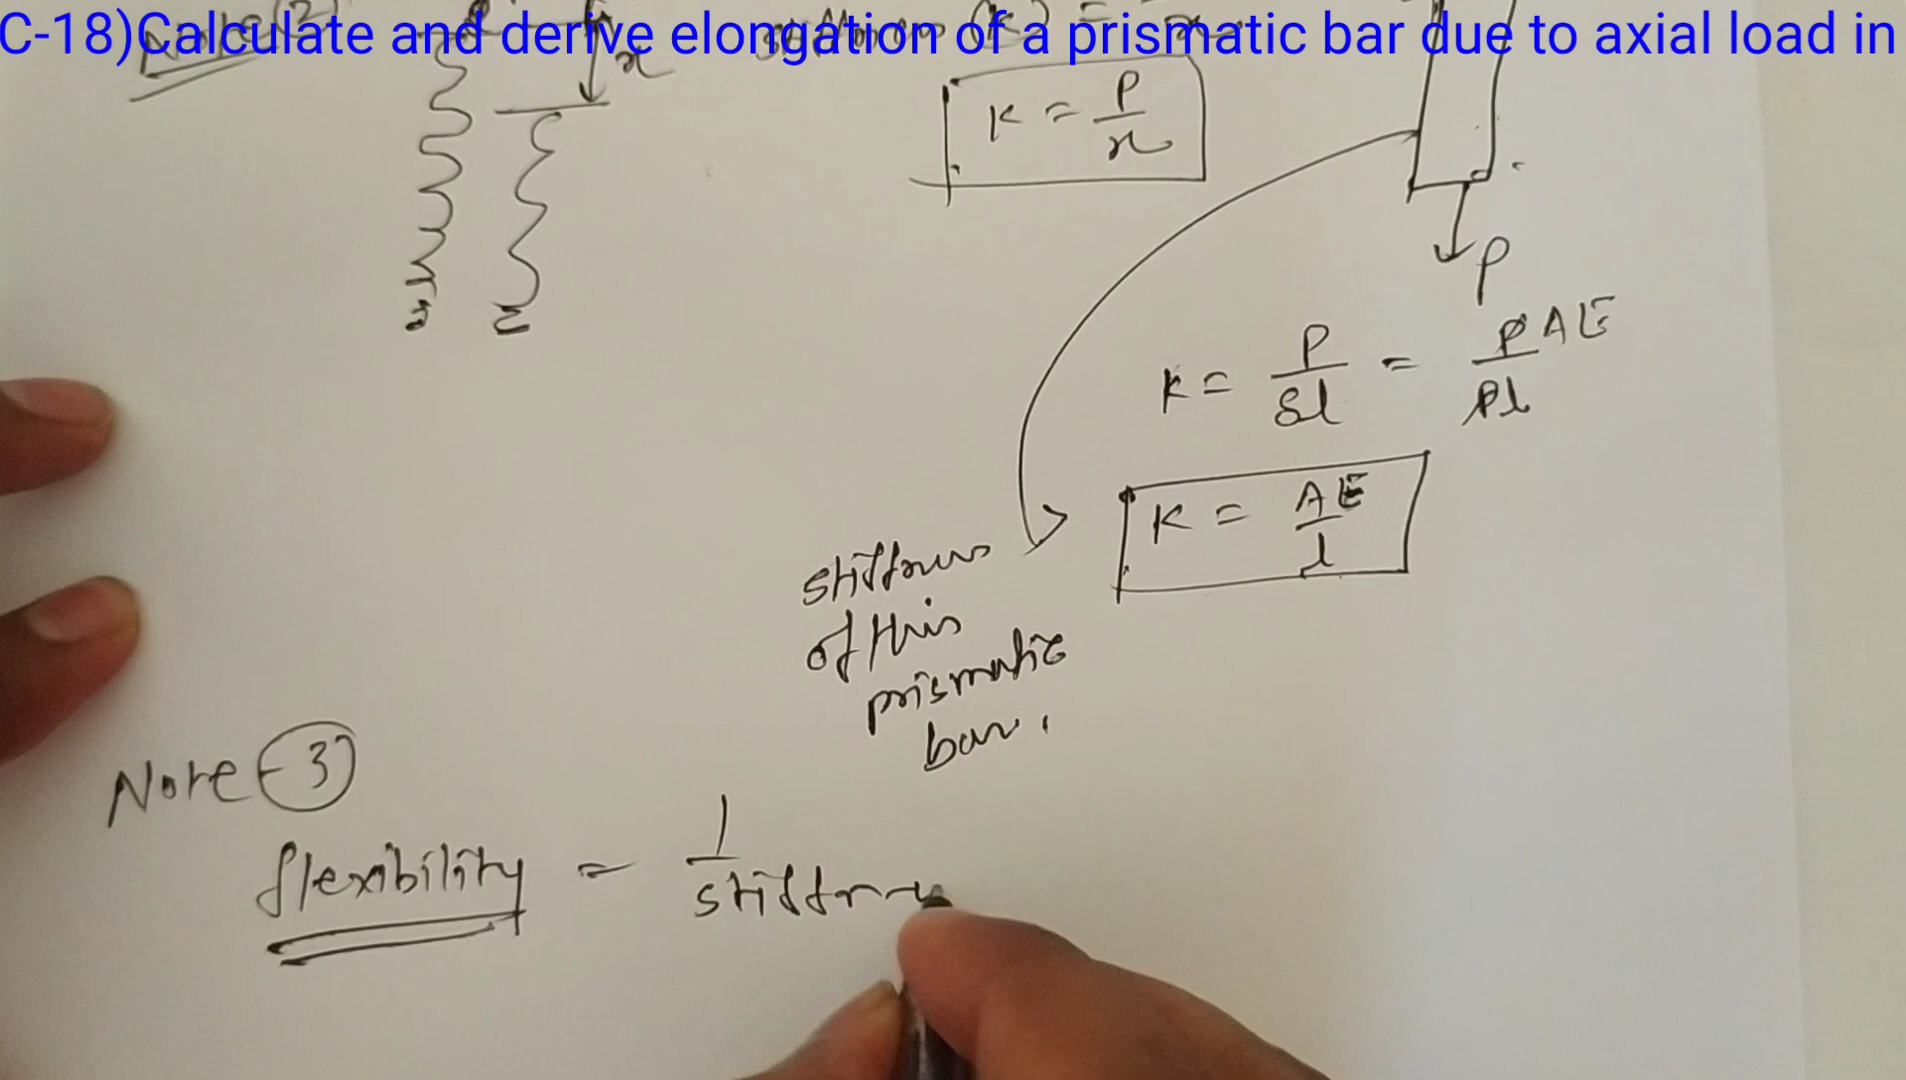 C-18)Calculate and derive elongation of a prismatic bar due to axial load in
x
K = P/x
P
K = P/δl = PAE/Pl
K = AE/l
stiffness
of this
prismatic
bar.
Note-3
flexibility = 1/stiffne